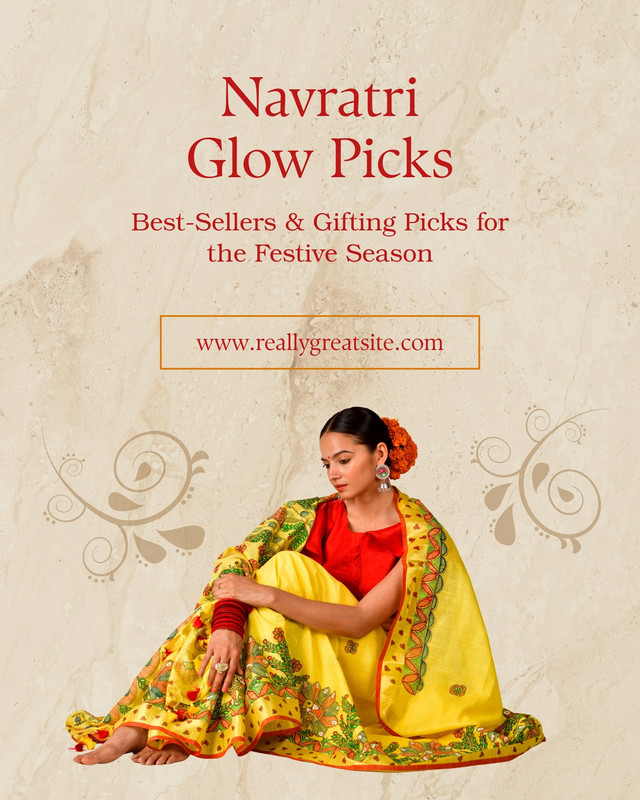 Navratri
Glow Picks
Best-Sellers & Gifting Picks for
the Festive Season
www.reallygreatsite.com